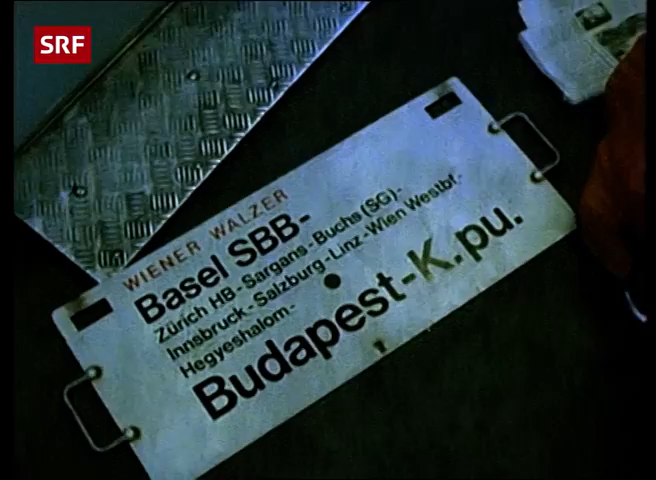 SRF
WIENER WALZER
Basel SBB-
Zürich HB-Sargans-Buchs (SG)-
Innsbruck-Salzburg-Linz-Wien Westbf.-
Hegyeshalom-
Budapest-K.pu.